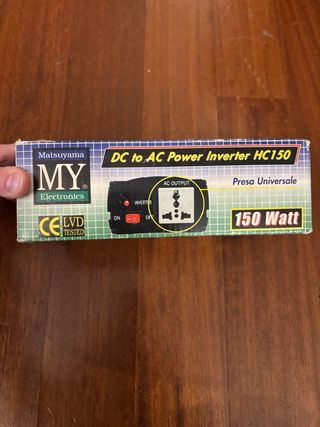 Matsuyama
MY®
Electronics
DC to AC Power Inverter HC150
Presa Universale
AC OUTPUT
INVERTER
ON
OFF
CE LVD
TESTED
150 Watt